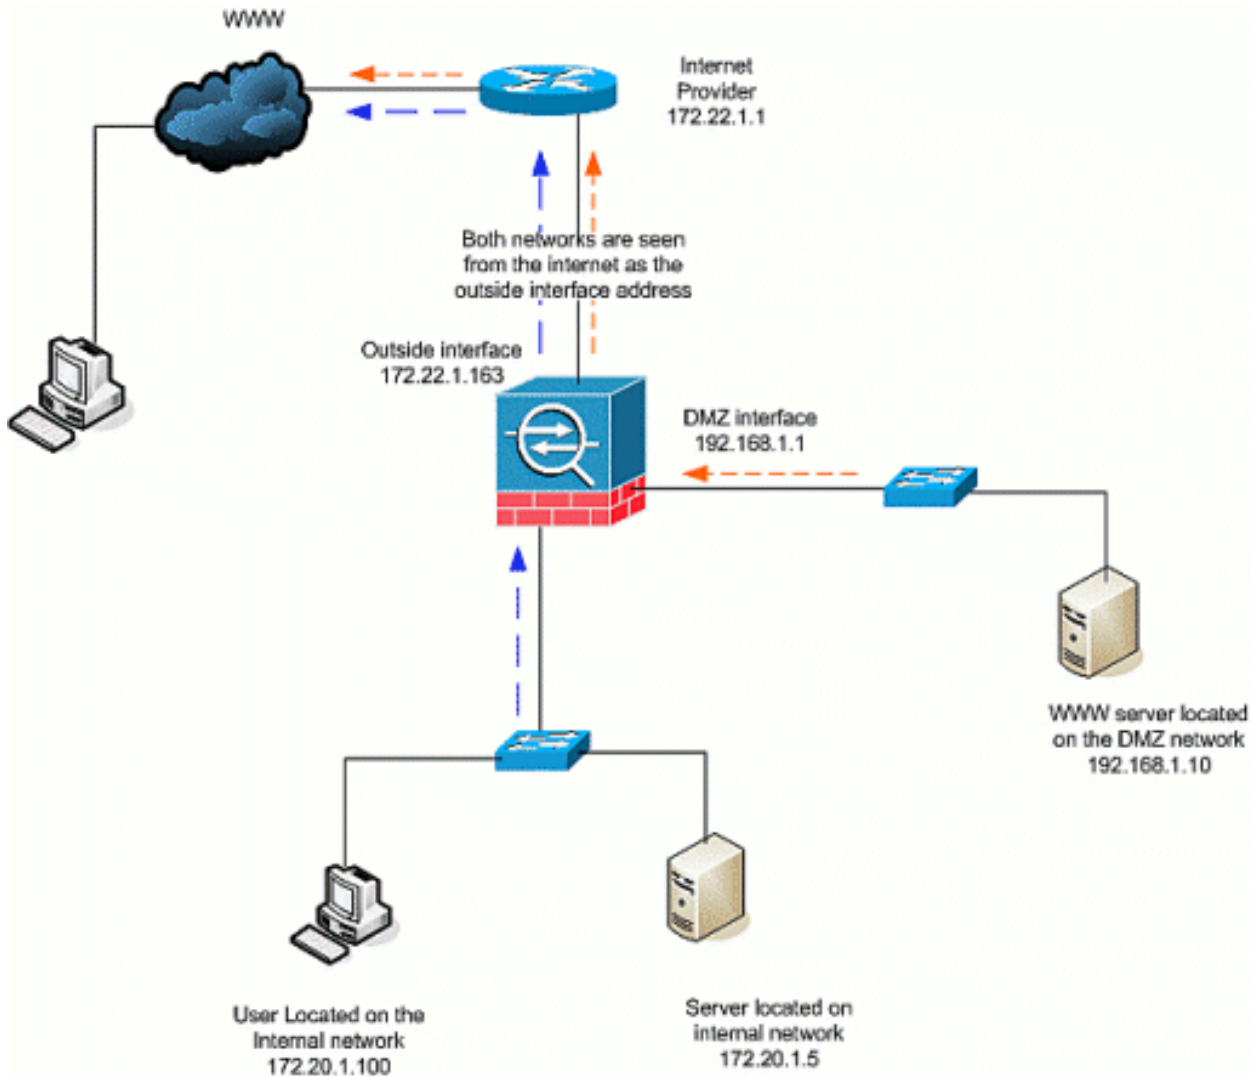 WWW
Internet
Provider
172.22.1.1
Both networks are seen
from the internet as the
outside interface address
Outside interface
172.22.1.163
DMZ interface
192.168.1.1
WWW server located
on the DMZ network
192.168.1.10
User Located on the
Internal network
172.20.1.100
Server located on
internal network
172.20.1.5